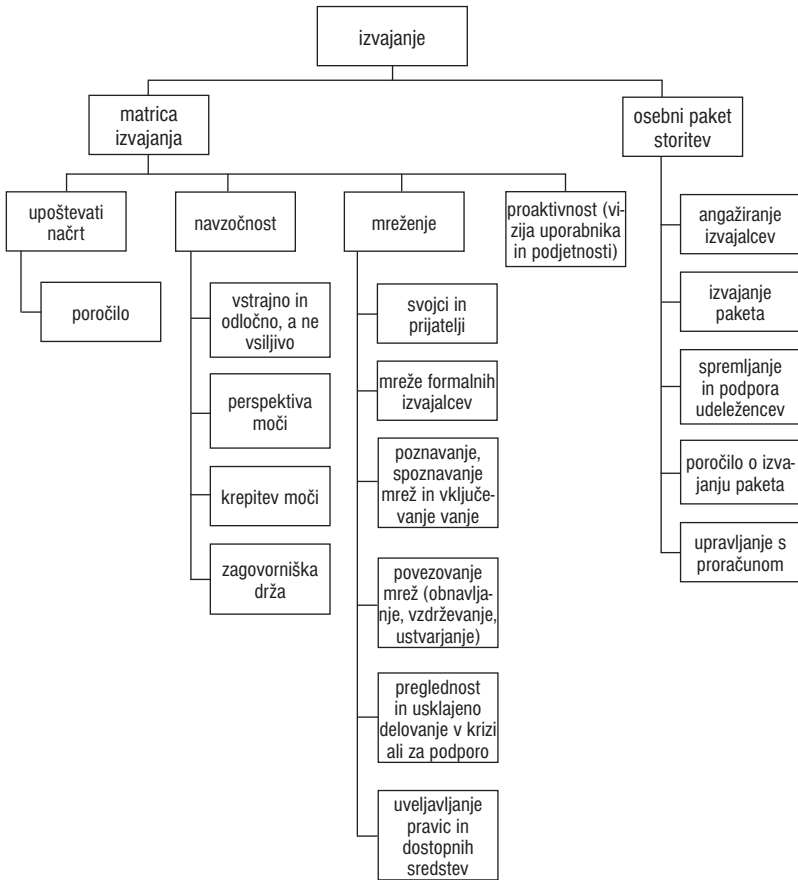 izvajanje
matrica
izvajanja
osebni paket
storitev
upoštevati
načrt
navzočnost
mreženje
proaktivnost (vi-
zija uporabnika
in podjetnosti)
poročilo
vstrajno in
odločno, a ne
vsiljivo
perspektiva
moči
krepitev moči
zagovorniška
drža
svojci in
prijatelji
mreže formalnih
izvajalcev
poznavanje,
spoznavanje
mrež in vključe-
vanje vanje
povezovanje
mrež (obnavlja-
nje, vzdrževanje,
ustvarjanje)
preglednost
in usklajeno
delovanje v krizi
ali za podporo
uveljavljanje
pravic in
dostopnih
sredstev
angažiranje
izvajalcev
izvajanje
paketa
spremljanje
in podpora
udeležencev
poročilo o izva-
janju paketa
upravljanje s
proračunom